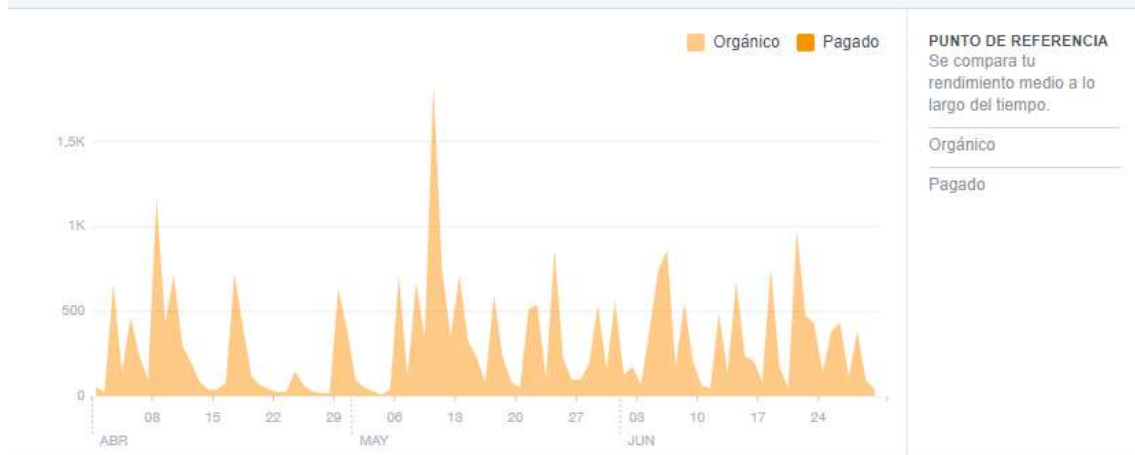 Orgánico Pagado
PUNTO DE REFERENCIA
Se compara tu
rendimiento medio a lo
largo del tiempo.
Orgánico
Pagado
1,5K
1K
500
0
08 15 22 29 06 13 20 27 03 10 17 24
ABR MAY JUN